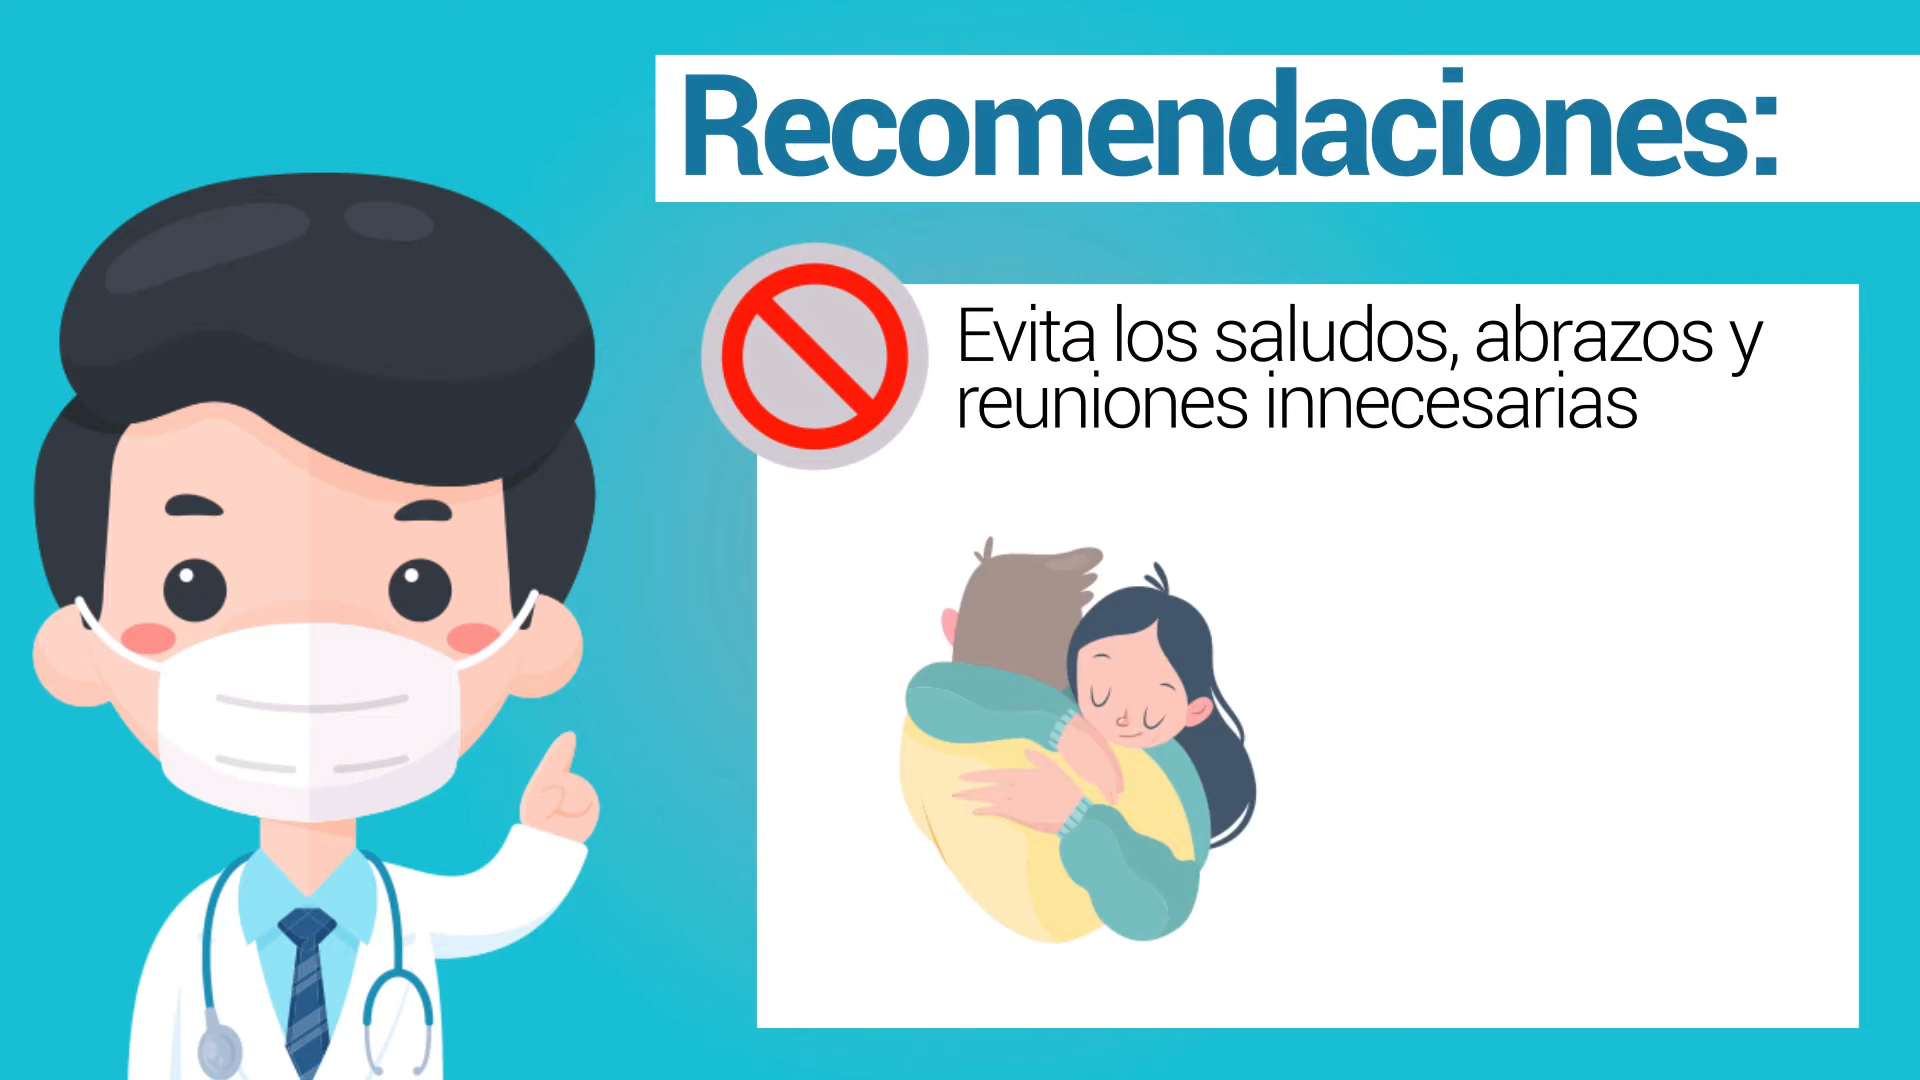 Recomendaciones:
Evita los saludos, abrazos y
reuniones innecesarias